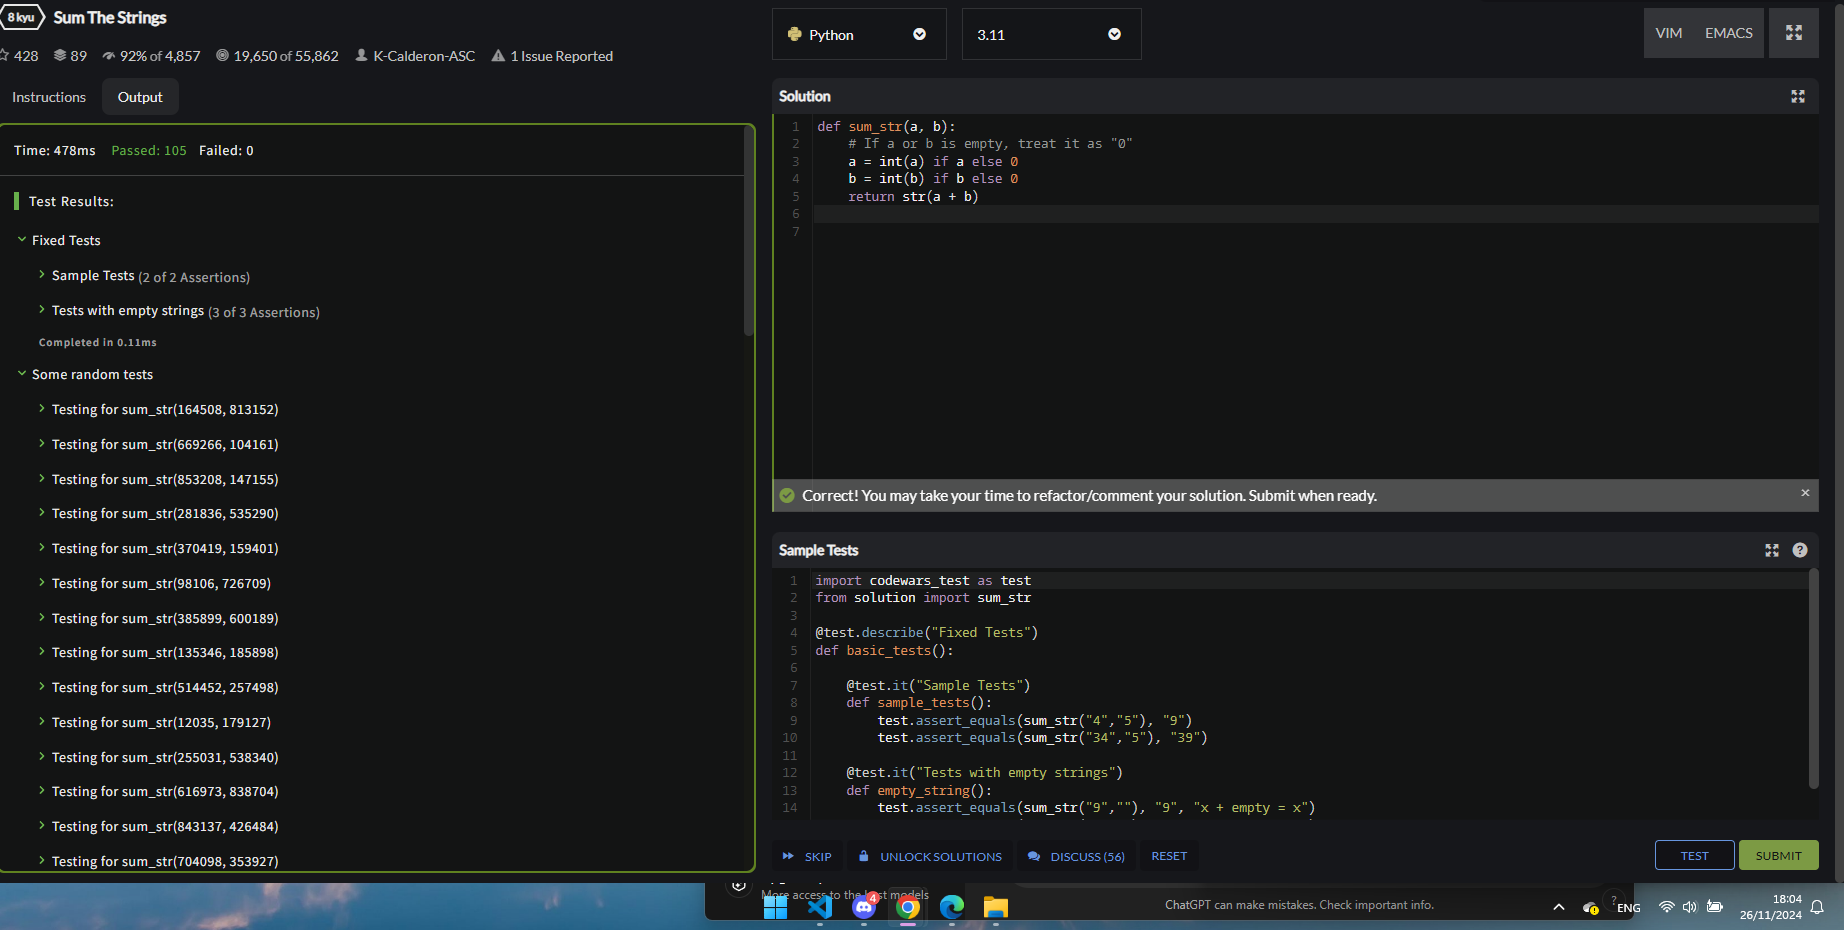 8 kyu Sum The Strings
428 89 92% of 4,857 19,650 of 55,862 K-Calderon-ASC 1 Issue Reported
Instructions Output
Time: 478ms Passed: 105 Failed: 0
Test Results:
Fixed Tests
Sample Tests (2 of 2 Assertions)
Tests with empty strings (3 of 3 Assertions)
Completed in 0.11ms
Some random tests
Testing for sum_str(164508, 813152)
Testing for sum_str(669266, 104161)
Testing for sum_str(853208, 147155)
Testing for sum_str(281836, 535290)
Testing for sum_str(370419, 159401)
Testing for sum_str(98106, 726709)
Testing for sum_str(385899, 600189)
Testing for sum_str(135346, 185898)
Testing for sum_str(514452, 257498)
Testing for sum_str(12035, 179127)
Testing for sum_str(255031, 538340)
Testing for sum_str(616973, 838704)
Testing for sum_str(843137, 426484)
Testing for sum_str(704098, 353927)
Python 3.11 VIM EMACS
Solution
1 def sum_str(a, b):
2 # If a or b is empty, treat it as "0"
3 a = int(a) if a else 0
4 b = int(b) if b else 0
5 return str(a + b)
6
7
Correct! You may take your time to refactor/comment your solution. Submit when ready. ×
Sample Tests ?
1 import codewars_test as test
2 from solution import sum_str
3
4 @test.describe("Fixed Tests")
5 def basic_tests():
6
7 @test.it("Sample Tests")
8 def sample_tests():
9 test.assert_equals(sum_str("4","5"), "9")
10 test.assert_equals(sum_str("34","5"), "39")
11
12 @test.it("Tests with empty strings")
13 def empty_string():
14 test.assert_equals(sum_str("9",""), "9", "x + empty = x")
SKIP UNLOCK SOLUTIONS DISCUSS (56) RESET TEST SUBMIT
More access to the best models
4
ChatGPT can make mistakes. Check important info.
?
ENG
18:04
26/11/2024